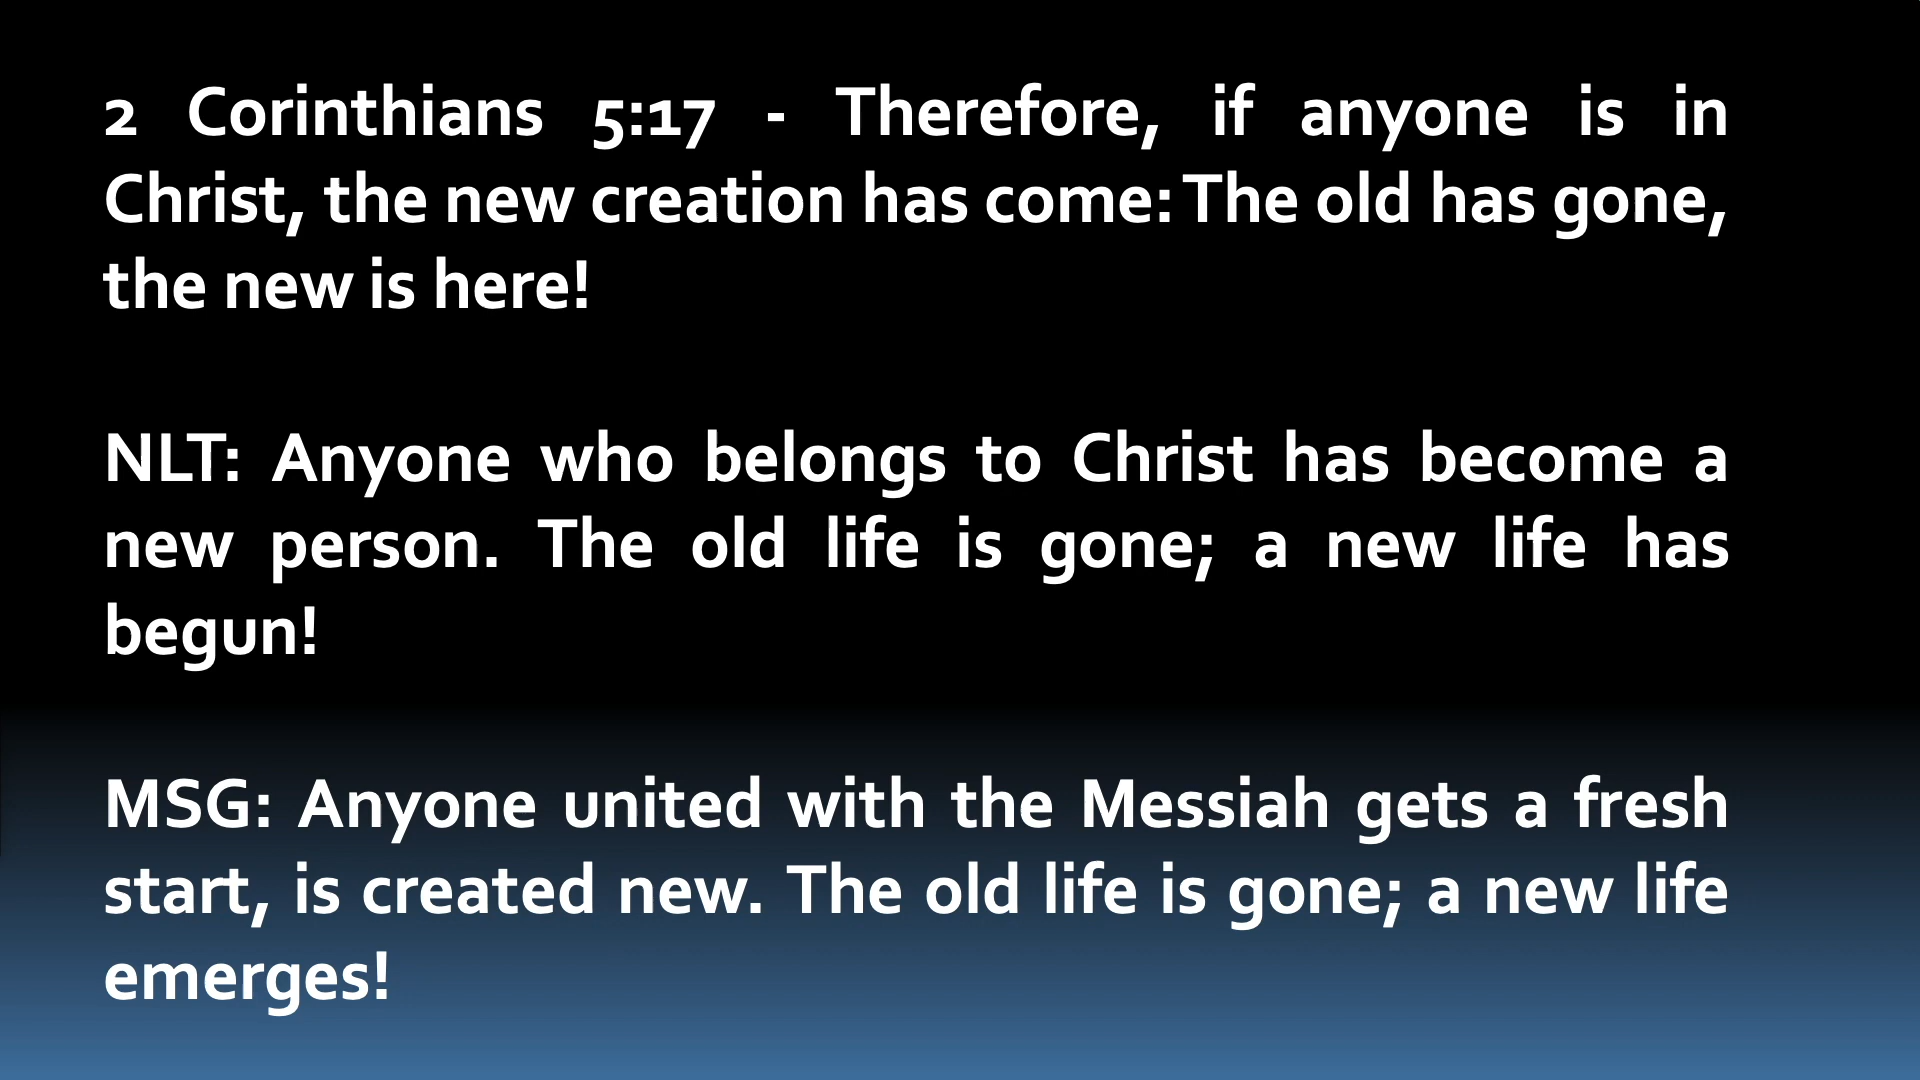 2 Corinthians 5:17 - Therefore, if anyone is in
Christ, the new creation has come: The old has gone,
the new is here!
NLT: Anyone who belongs to Christ has become a
new person. The old life is gone; a new life has
begun!
MSG: Anyone united with the Messiah gets a fresh
start, is created new. The old life is gone; a new life
emerges!